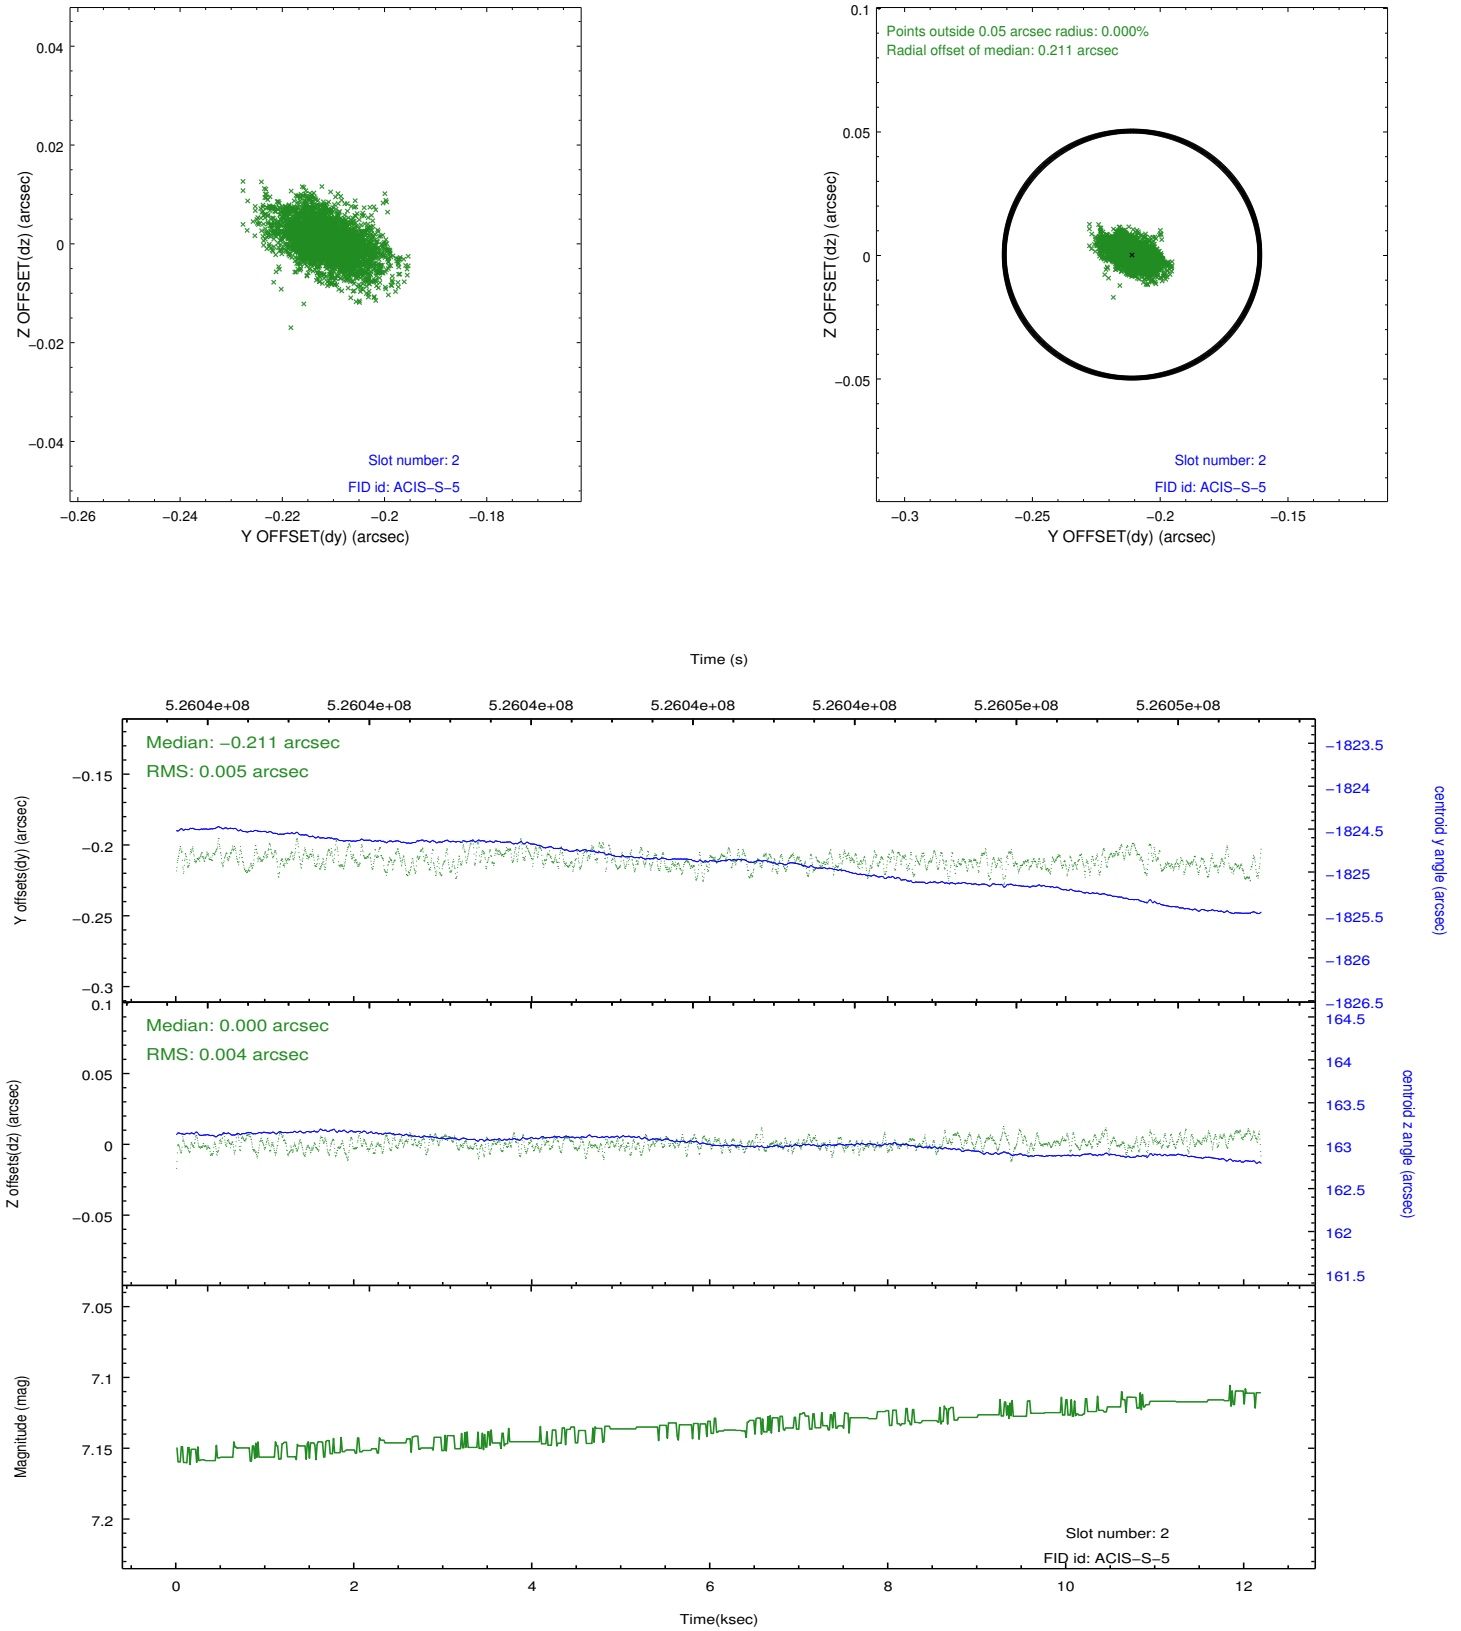 0.04
0.02
0
−0.02
−0.04
Z OFFSET(dz) (arcsec)
Slot number: 2
FID id: ACIS−S−5
−0.26 −0.24 −0.22 −0.2 −0.18
Y OFFSET(dy) (arcsec)
0.1
0.05
0
−0.05
Z OFFSET(dz) (arcsec)
Points outside 0.05 arcsec radius: 0.000%
Radial offset of median: 0.211 arcsec
Slot number: 2
FID id: ACIS−S−5
−0.3 −0.25 −0.2 −0.15
Y OFFSET(dy) (arcsec)
Time (s)
5.2604e+08 5.2604e+08 5.2604e+08 5.2604e+08 5.2604e+08 5.2605e+08 5.2605e+08
Median: −0.211 arcsec
RMS: 0.005 arcsec
−0.15
−0.2
−0.25
−0.3
Y offsets(dy) (arcsec)
−1823.5
−1824
−1824.5
−1825
−1825.5
−1826
−1826.5
centroid y angle (arcsec)
Median: 0.000 arcsec
RMS: 0.004 arcsec
0.1
0.05
0
−0.05
Z offsets(dz) (arcsec)
164.5
164
163.5
163
162.5
162
161.5
centroid z angle (arcsec)
7.05
7.1
7.15
7.2
Magnitude (mag)
Slot number: 2
FID id: ACIS−S−5
0 2 4 6 8 10 12
Time(ksec)